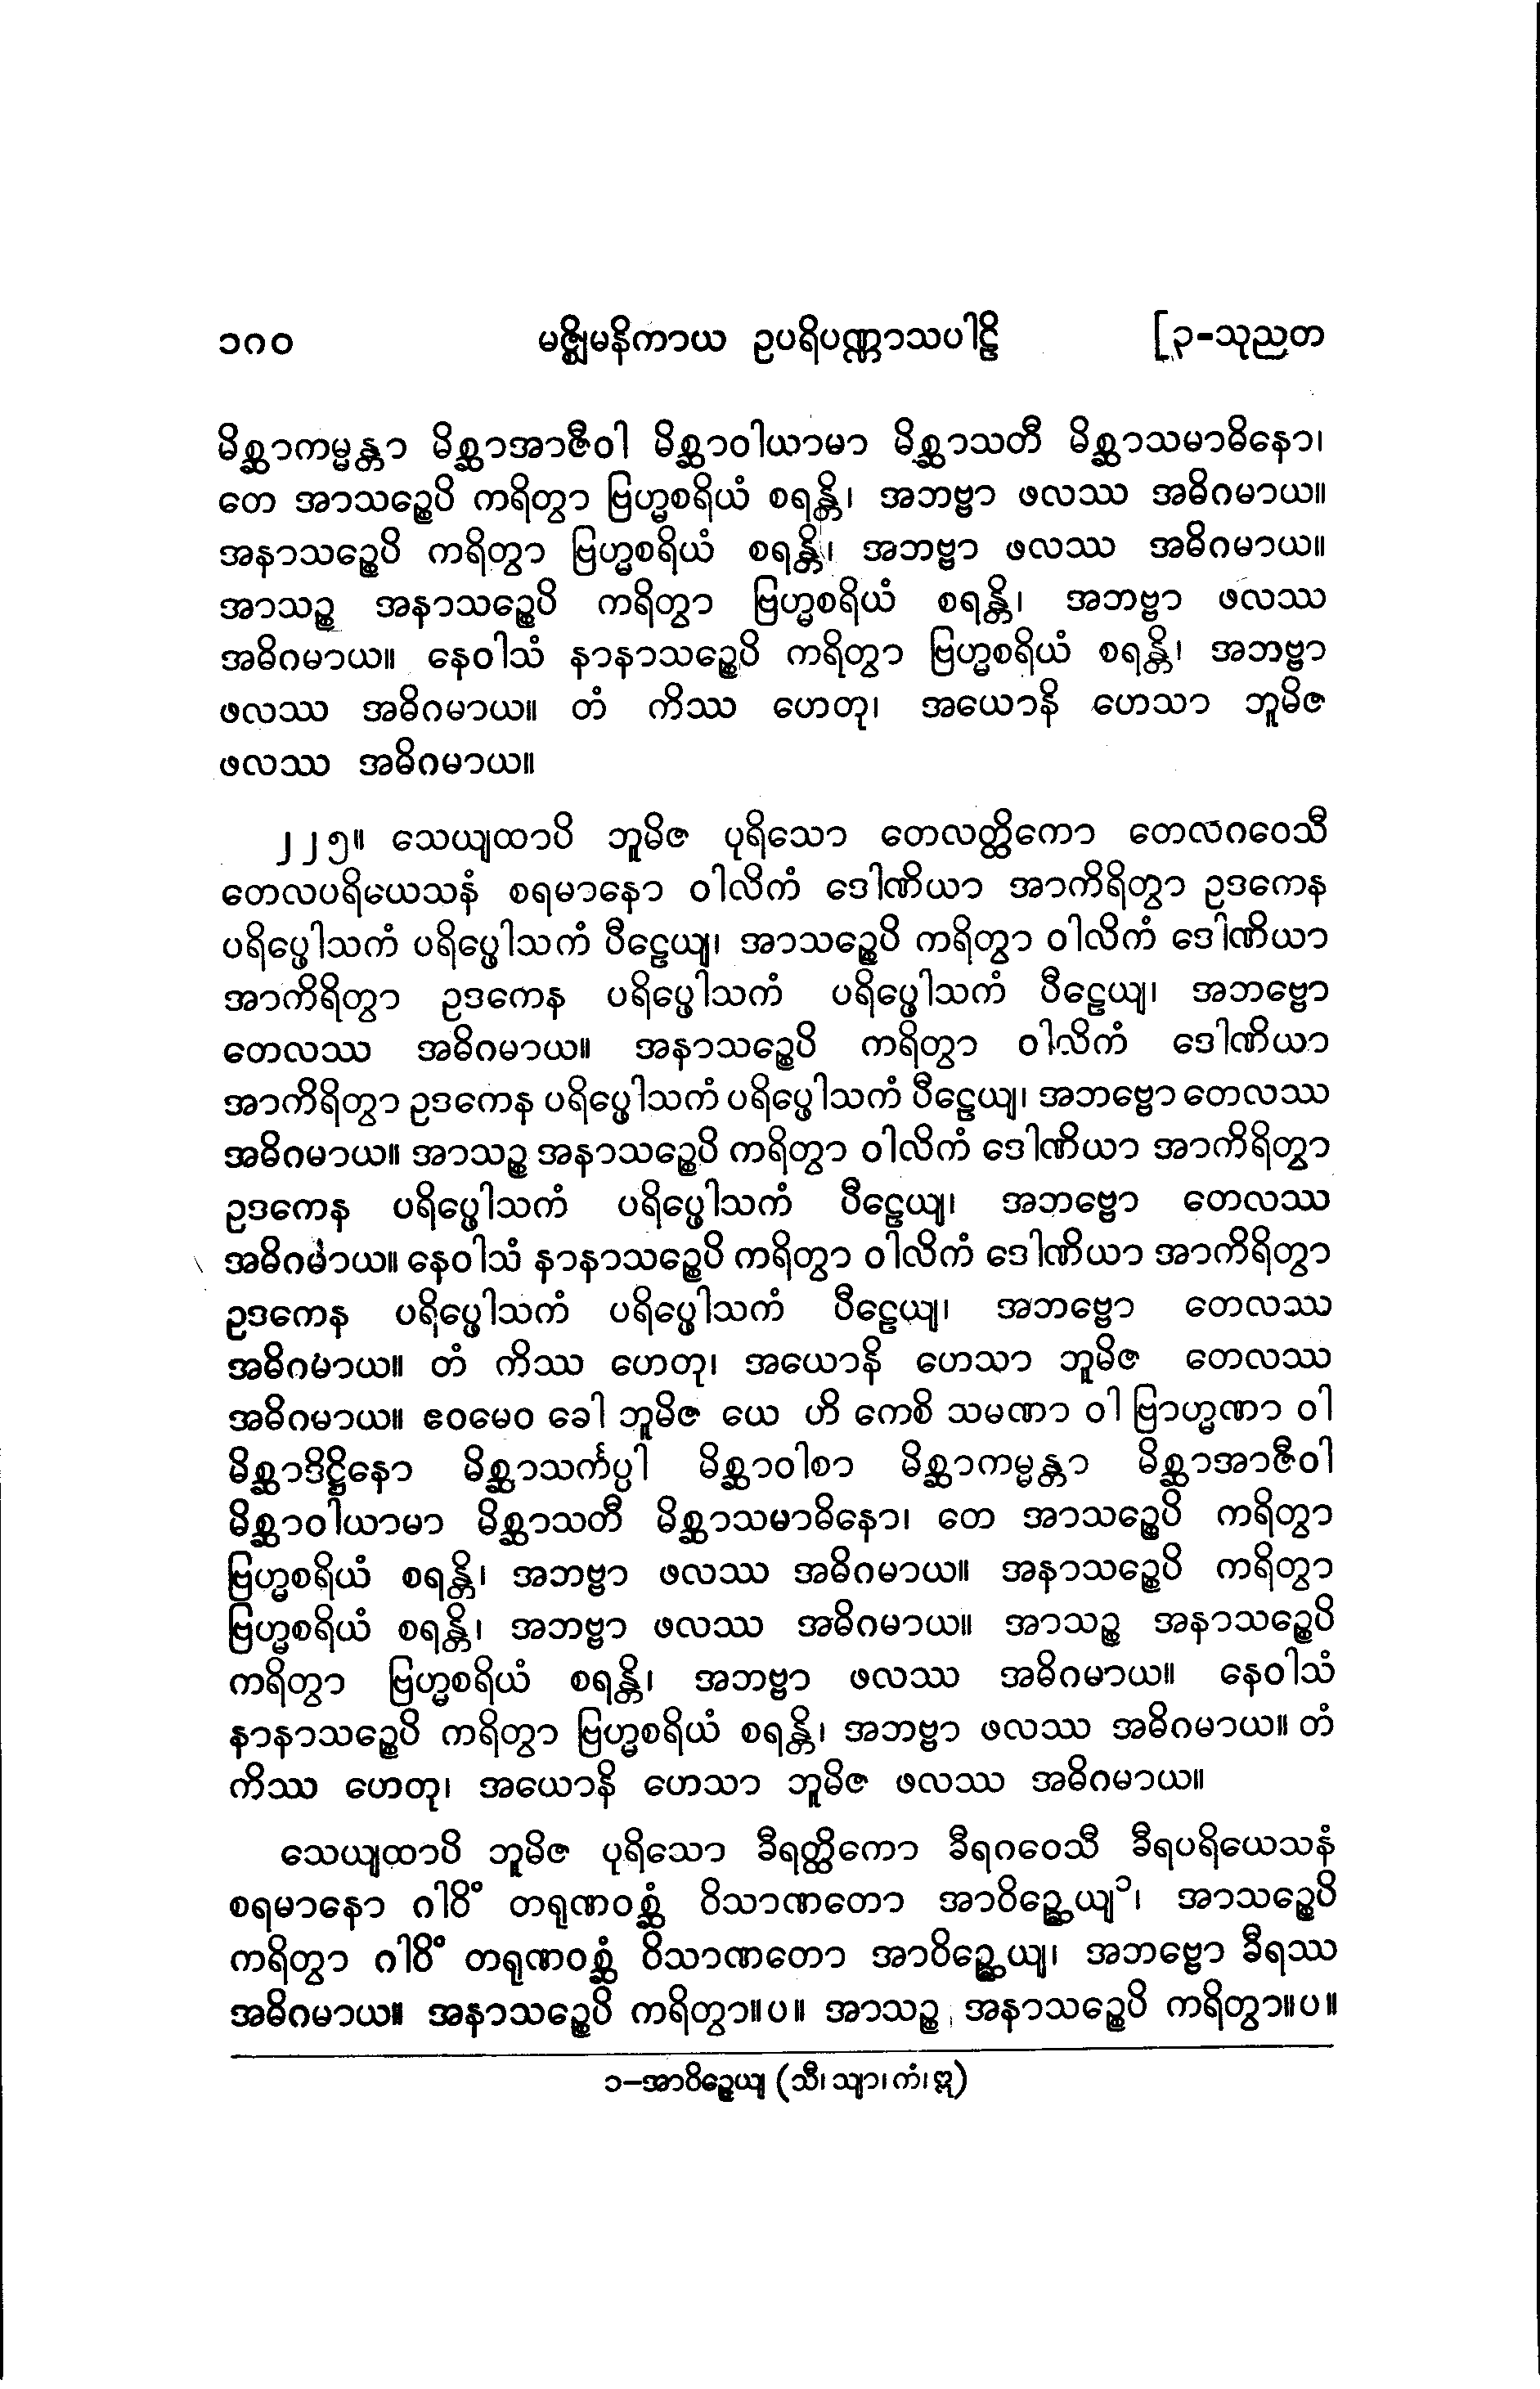 ၁၈၀ မဇ္ဈိမနိကာယ ဥပရိပဏ္ဏာသပါဠိ [၃-သုညတ
မိစ္ဆာကမ္မန္တာ မိစ္ဆာအာဇီဝါ မိစ္ဆာဝါယာမာ မိစ္ဆာသတီ မိစ္ဆာသမာဓိနော၊
တေ အာသဉ္စေပိ ကရိတွာ ဗြဟ္မစရိယံ စရန္တိ၊ အဘဗ္ဗာ ဖလဿ အဓိဂမာယ။
အနာသဉ္စေပိ ကရိတွာ ဗြဟ္မစရိယံ စရန္တိ၊ အဘဗ္ဗာ ဖလဿ အဓိဂမာယ။
အာသဉ္စ အနာသဉ္စေပိ ကရိတွာ ဗြဟ္မစရိယံ စရန္တိ၊ အဘဗ္ဗာ ဖလဿ
အဓိဂမာယ။ နေဝါသံ နာနာသဉ္စေပိ ကရိတွာ ဗြဟ္မစရိယံ စရန္တိ၊ အဘဗ္ဗာ
ဖလဿ အဓိဂမာယ။ တံ ကိဿ ဟေတု၊ အယောနိ ဟေသာ ဘူမိဇ
ဖလဿ အဓိဂမာယ။
၂၂၅။ သေယျထာပိ ဘူမိဇ ပုရိသော တေလတ္ထိကော တေလဂဝေသီ
တေလပရိယေသနံ စရမာနော ဝါလိကံ ဒေါဏိယာ အာကိရိတွာ ဥဒကေန
ပရိပ္ဖေါသကံ ပရိပ္ဖေါသကံ ပီဠေယျ၊ အာသဉ္စေပိ ကရိတွာ ဝါလိကံ ဒေါဏိယာ
အာကိရိတွာ ဥဒကေန ပရိပ္ဖေါသကံ ပရိပ္ဖေါသကံ ပီဠေယျ၊ အဘဗ္ဗော
တေလဿ အဓိဂမာယ။ အနာသဉ္စေပိ ကရိတွာ ဝါလိကံ ဒေါဏိယာ
အာကိရိတွာ ဥဒကေန ပရိပ္ဖေါသကံ ပရိပ္ဖေါသကံ ပီဠေယျ၊ အဘဗ္ဗော တေလဿ
အဓိဂမာယ။ အာသဉ္စ အနာသဉ္စေပိ ကရိတွာ ဝါလိကံ ဒေါဏိယာ အာကိရိတွာ
ဥဒကေန ပရိပ္ဖေါသကံ ပရိပ္ဖေါသကံ ပီဠေယျ၊ အဘဗ္ဗော တေလဿ
အဓိဂမာယ။ နေဝါသံ နာနာသဉ္စေပိ ကရိတွာ ဝါလိကံ ဒေါဏိယာ အာကိရိတွာ
ဥဒကေန ပရိပ္ဖေါသကံ ပရိပ္ဖေါသကံ ပီဠေယျ၊ အဘဗ္ဗော တေလဿ
အဓိဂမာယ။ တံ ကိဿ ဟေတု၊ အယောနိ ဟေသာ ဘူမိဇ တေလဿ
အဓိဂမာယ။ ဧဝမေဝ ခေါ ဘူမိဇ ယေ ဟိ ကေစိ သမဏာ ဝါ ဗြာဟ္မဏာ ဝါ
မိစ္ဆာဒိဋ္ဌိနော မိစ္ဆာသင်္ကပ္ပါ မိစ္ဆာဝါစာ မိစ္ဆာကမ္မန္တာ မိစ္ဆာအာဇီဝါ
မိစ္ဆာဝါယာမာ မိစ္ဆာသတီ မိစ္ဆာသမာဓိနော၊ တေ အာသဉ္စေပိ ကရိတွာ
ဗြဟ္မစရိယံ စရန္တိ၊ အဘဗ္ဗာ ဖလဿ အဓိဂမာယ။ အနာသဉ္စေပိ ကရိတွာ
ဗြဟ္မစရိယံ စရန္တိ၊ အဘဗ္ဗာ ဖလဿ အဓိဂမာယ။ အာသဉ္စ အနာသဉ္စေပိ
ကရိတွာ ဗြဟ္မစရိယံ စရန္တိ၊ အဘဗ္ဗာ ဖလဿ အဓိဂမာယ။ နေဝါသံ
နာနာသဉ္စေပိ ကရိတွာ ဗြဟ္မစရိယံ စရန္တိ၊ အဘဗ္ဗာ ဖလဿ အဓိဂမာယ။ တံ
ကိဿ ဟေတု၊ အယောနိ ဟေသာ ဘူမိဇ ဖလဿ အဓိဂမာယ။
သေယျထာပိ ဘူမိဇ ပုရိသော ခီရတ္ထိကော ခီရဂဝေသီ ခီရပရိယေသနံ
စရမာနော ဂါဝိံ တရုဏဝစ္ဆံ ဝိသာဏတော အာဝိဉ္ဆေယျ၁၊ အာသဉ္စေပိ
ကရိတွာ ဂါဝိံ တရုဏဝစ္ဆံ ဝိသာဏတော အာဝိဉ္ဆေယျ၊ အဘဗ္ဗော ခီရဿ
အဓိဂမာယ။ အနာသဉ္စေပိ ကရိတွာ။ပ။ အာသဉ္စ အနာသဉ္စေပိ ကရိတွာ။ပ။
၁–အာဝိဉ္ဇေယျ (သီ၊ သျာ၊ ကံ၊ ဣ)